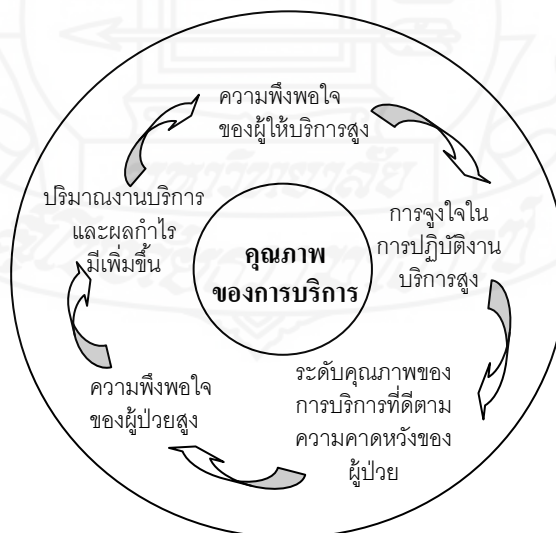 ความพึงพอใจ
ของผู้ให้บริการสูง
การจูงใจใน
การปฏิบัติงาน
บริการสูง
ระดับคุณภาพของ
การบริการที่ดีตาม
ความคาดหวังของ
ผู้ป่วย
ความพึงพอใจ
ของผู้ป่วยสูง
ปริมาณงานบริการ
และผลกำไร
มีเพิ่มขึ้น
คุณภาพ
ของการบริการ